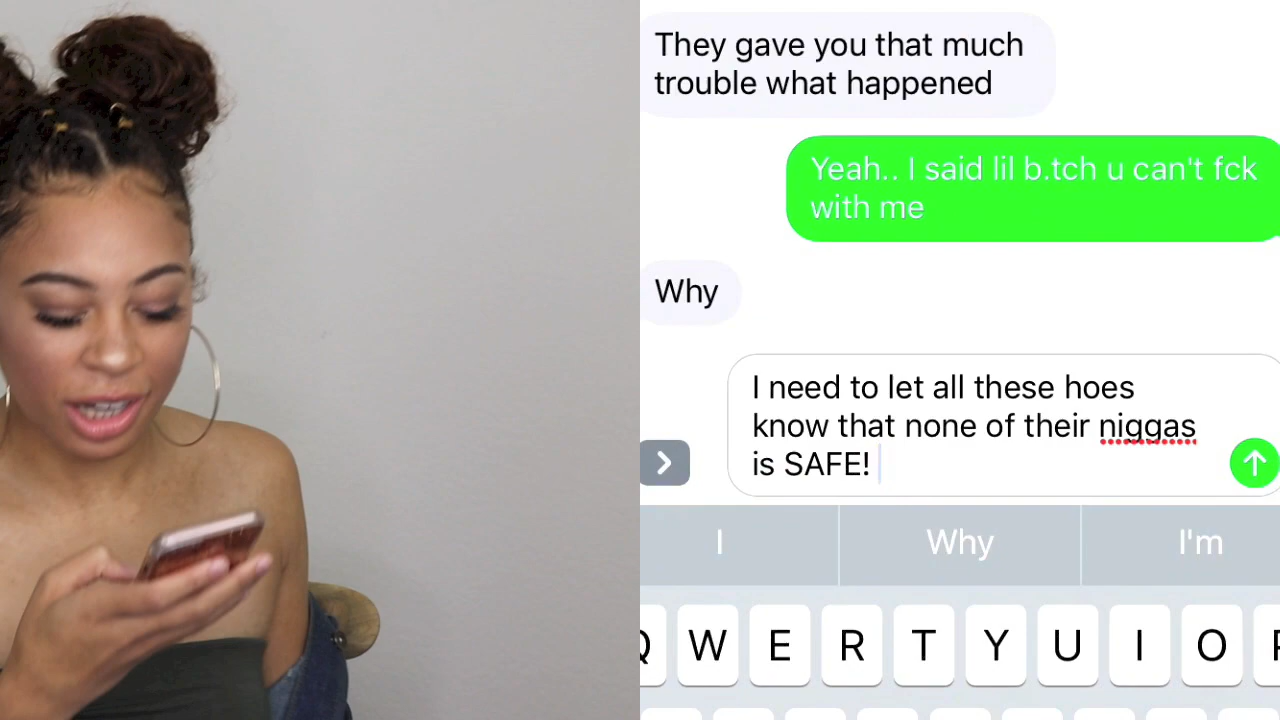 They gave you that much
trouble what happened
Yeah.. I said lil b.tch u can't fck
with me
Why
I need to let all these hoes
know that none of their niggas
is SAFE!
I
Why
I'm
Q W E R T Y U I O P